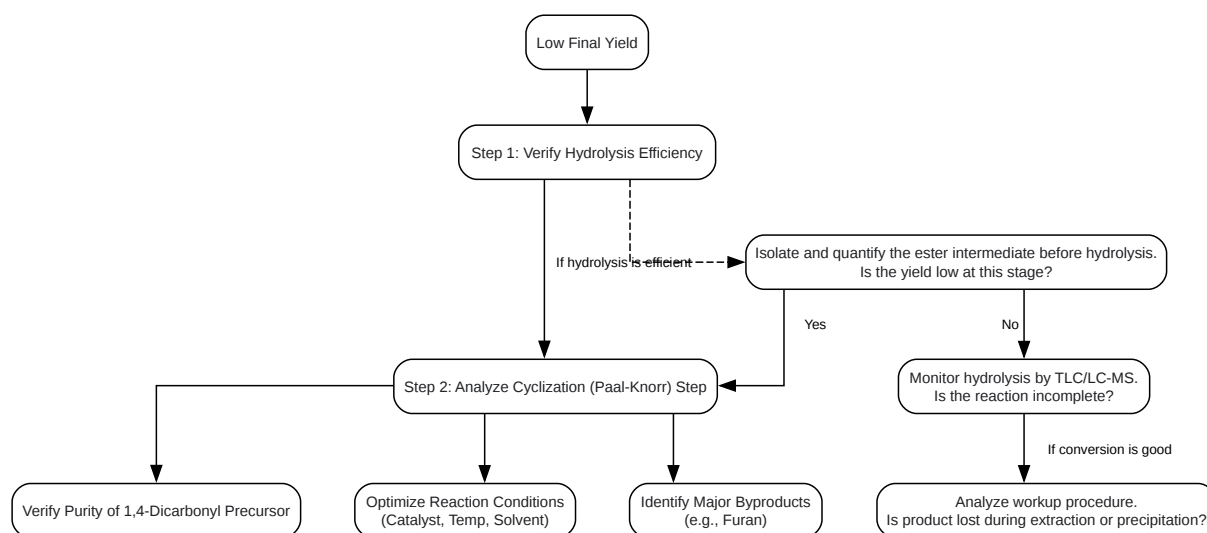 Low Final Yield
Step 1: Verify Hydrolysis Efficiency
Isolate and quantify the ester intermediate before hydrolysis.
Is the yield low at this stage?
If hydrolysis is efficient
Yes
No
Step 2: Analyze Cyclization (Paal-Knorr) Step
Monitor hydrolysis by TLC/LC-MS.
Is the reaction incomplete?
If conversion is good
Verify Purity of 1,4-Dicarbonyl Precursor
Optimize Reaction Conditions
(Catalyst, Temp, Solvent)
Identify Major Byproducts
(e.g., Furan)
Analyze workup procedure.
Is product lost during extraction or precipitation?